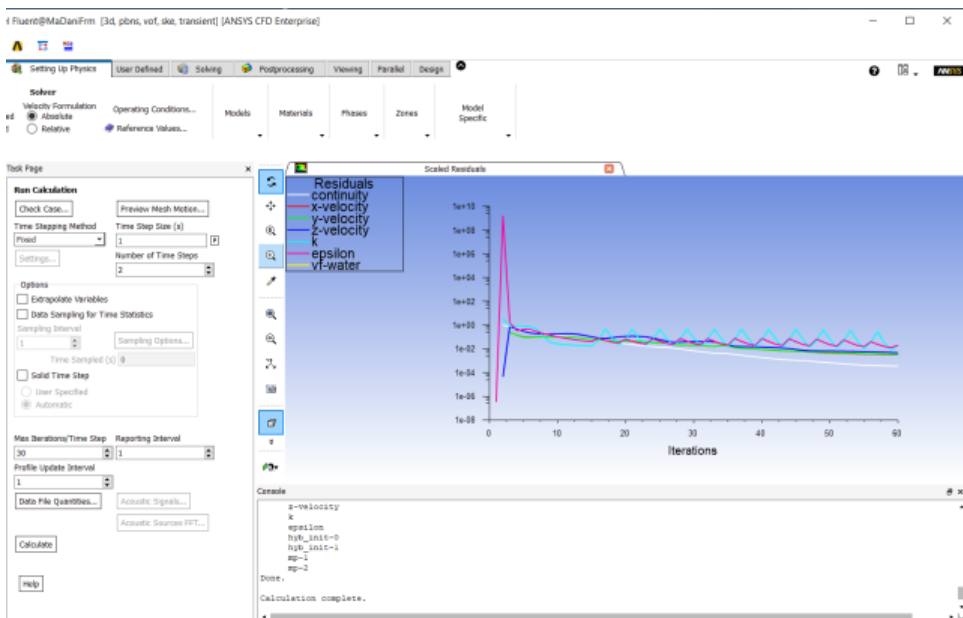 Fluent@MaDaniFrm [3d, pbns, vof, ske, transient] [ANSYS CFD Enterprise]
Setting Up Physics User Defined Solving Postprocessing Viewing Parallel Design
ANSYS
Solver
Velocity Formulation
Absolute
Relative
Operating Conditions...
Reference Values...
Models
Materials
Phases
Zones
Model
Specific
Task Page
Run Calculation
Check Case... Preview Mesh Motion...
Time Stepping Method Time Step Size (s)
Fixed 1 P
Settings... Number of Time Steps
2
Options
Extrapolate Variables
Data Sampling for Time Statistics
Sampling Interval
1 Sampling Options...
Time Sampled (s) 0
Solid Time Step
User Specified
Automatic
Max Iterations/Time Step Reporting Interval
30 1
Profile Update Interval
1
Data File Quantities... Acoustic Signals...
Acoustic Sources FFT...
Calculate
Help
Scaled Residuals
Residuals
continuity
x-velocity
y-velocity
z-velocity
k
epsilon
vf-water
1e+10
1e+08
1e+06
1e+04
1e+02
1e+00
1e-02
1e-04
1e-06
1e-08
0 10 20 30 40 50 60
Iterations
Console
z-velocity
k
epsilon
hyb_init-0
hyb_init-1
mp-1
mp-2
Done.
Calculation complete.